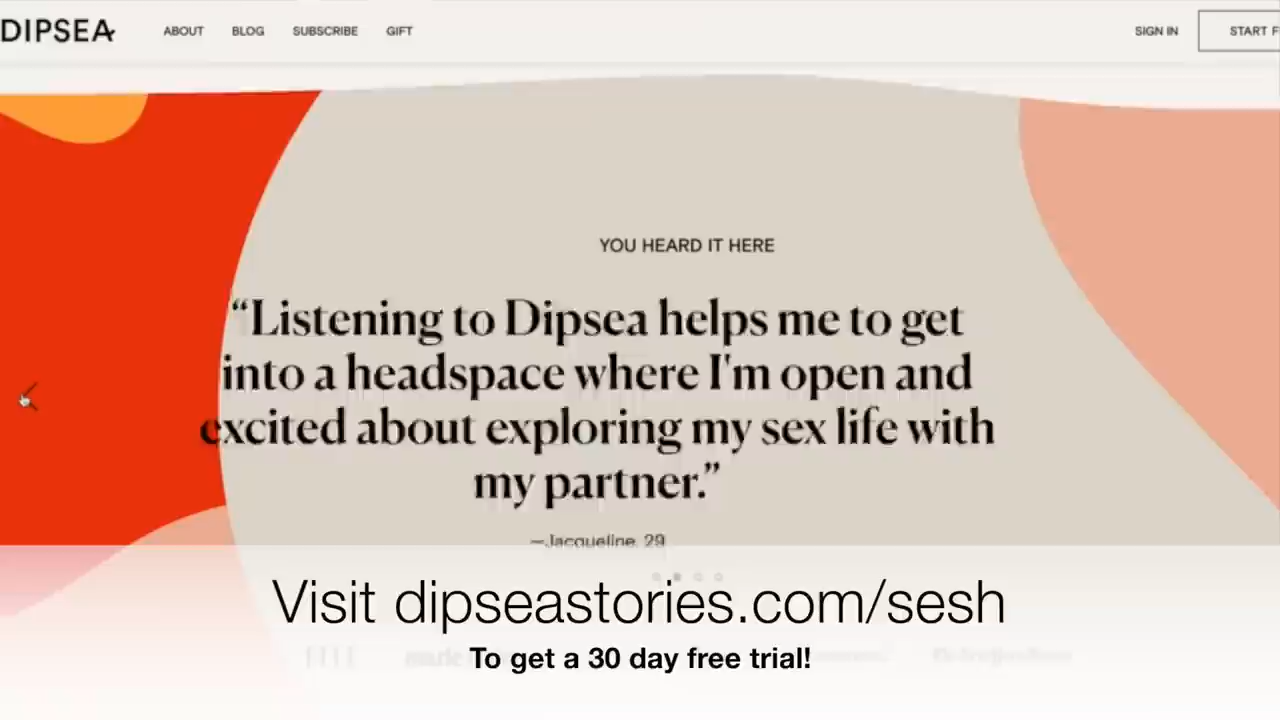 DIPSEA
ABOUT BLOG SUBSCRIBE GIFT
SIGN IN START F
YOU HEARD IT HERE
“Listening to Dipsea helps me to get
into a headspace where I'm open and
excited about exploring my sex life with
my partner.”
—Jacqueline, 29
Visit dipseastories.com/sesh
To get a 30 day free trial!